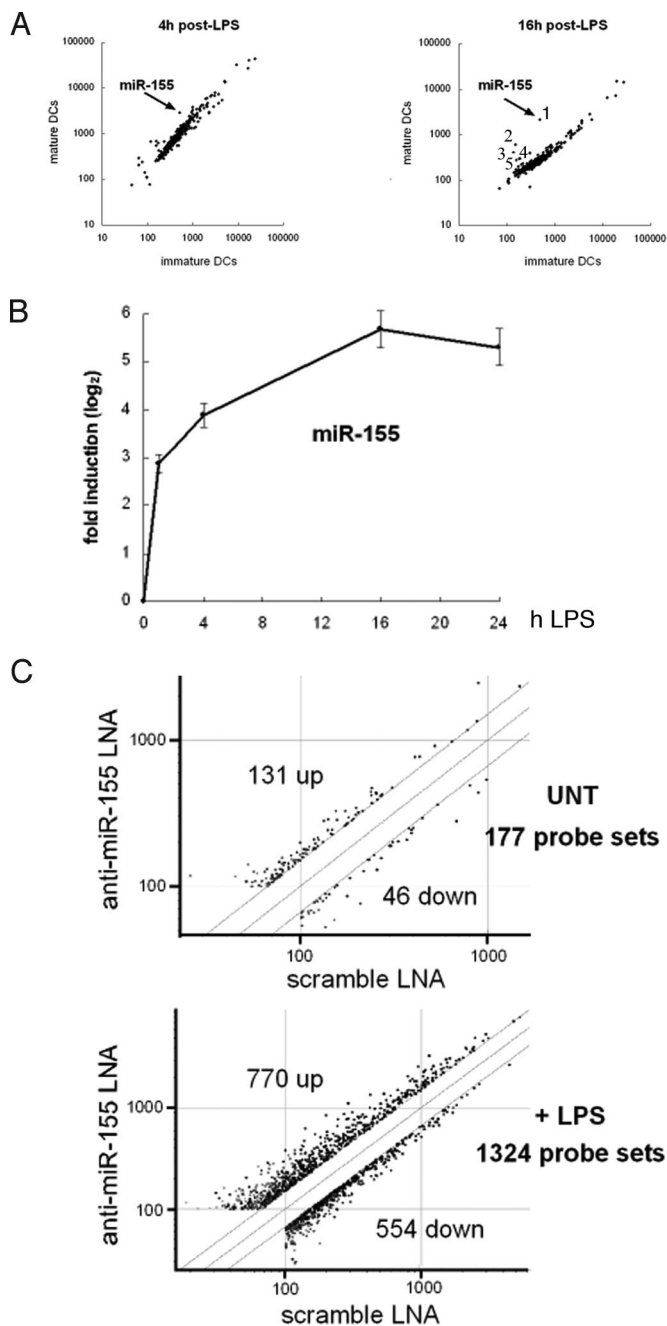 A
4h post-LPS
100000
10000
1000
100
10
mature DCs
miR-155
10 100 1000 10000 100000
immature DCs
16h post-LPS
100000
10000
1000
100
10
mature DCs
miR-155
1
2
3 4
5
10 100 1000 10000 100000
immature DCs
B
6
5
4
3
2
1
0
fold induction (log₂)
miR-155
0 4 8 12 16 20 24 h LPS
C
1000
100
anti-miR-155 LNA
131 up
46 down
100 1000
scramble LNA
UNT
177 probe sets
1000
100
anti-miR-155 LNA
770 up
554 down
100 1000
scramble LNA
+ LPS
1324 probe sets